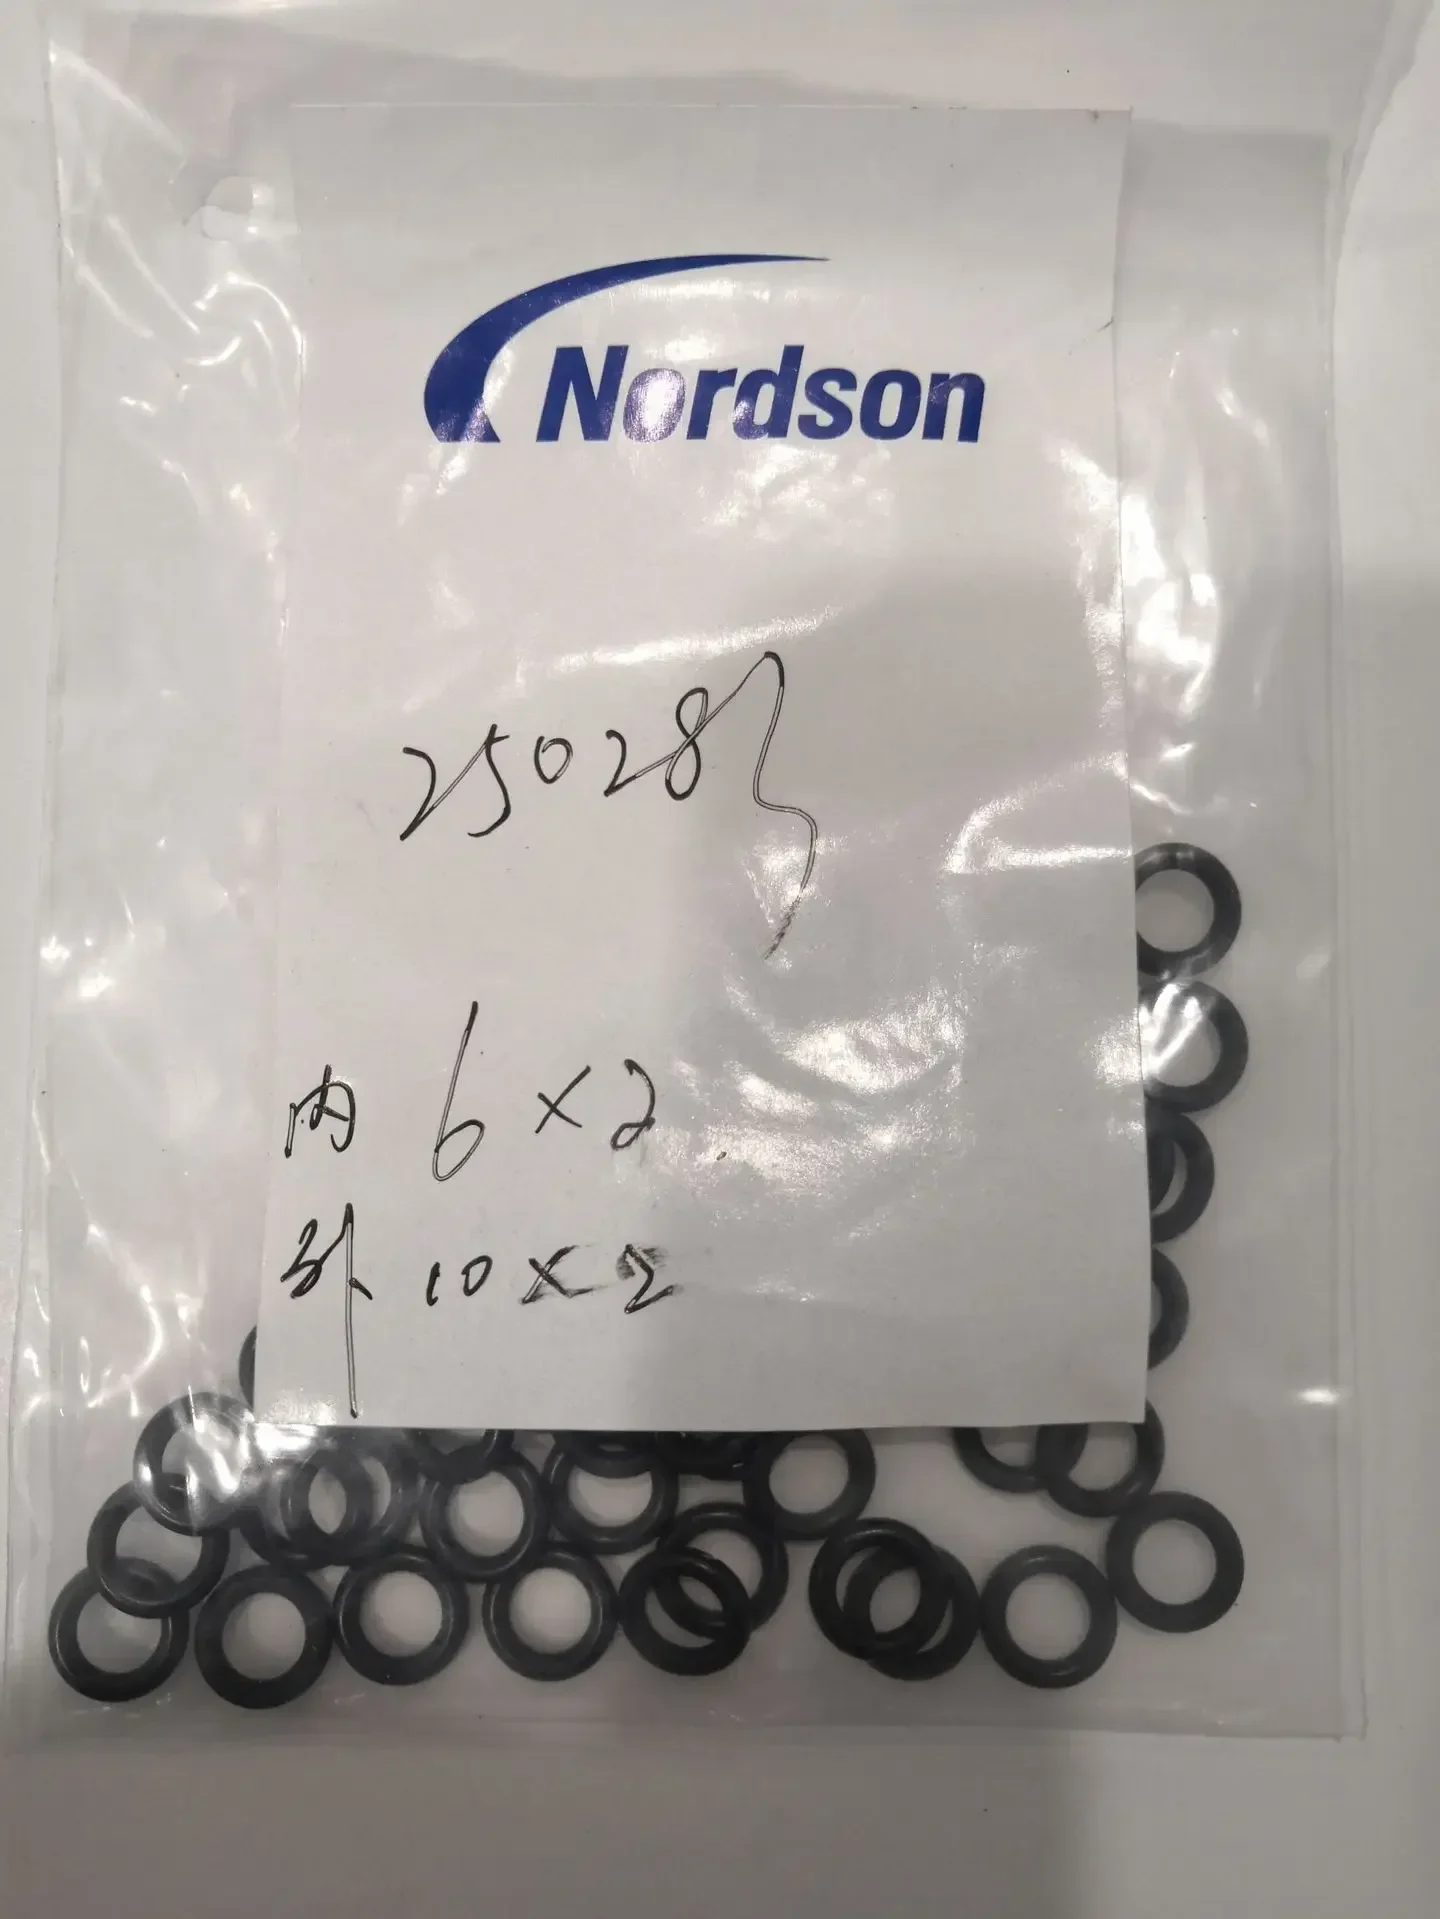 Nordson
250283
内 6×2
外 10×2